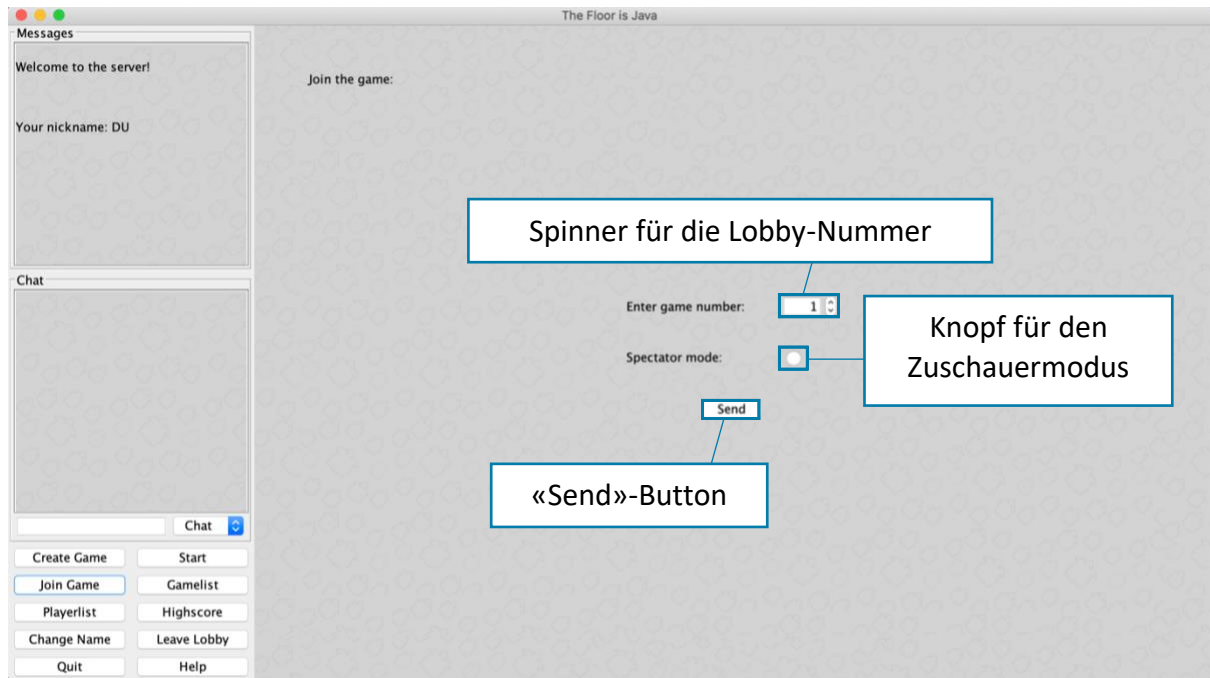 The Floor is Java
Messages
Welcome to the server!
Your nickname: DU
Chat
Chat
Create Game
Start
Join Game
Gamelist
Playerlist
Highscore
Change Name
Leave Lobby
Quit
Help
Join the game:
Spinner für die Lobby-Nummer
Enter game number:
1
Knopf für den
Zuschauermodus
Spectator mode:
Send
«Send»-Button